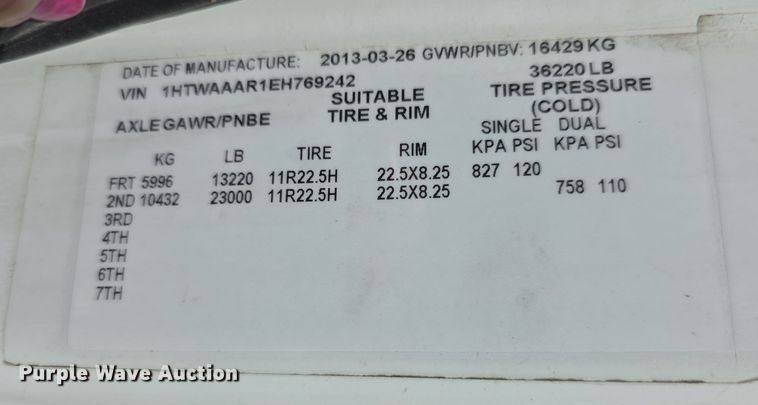 DATE OF MANUFACTURE: 2013-03-26 GVWR/PNBV: 16429 KG
VIN 1HTWAAAR1EH769242 36220 LB
SUITABLE TIRE PRESSURE
AXLE GAWR/PNBE TIRE & RIM (COLD)
SINGLE DUAL
KG LB TIRE RIM KPA PSI KPA PSI
FRT 5996 13220 11R22.5H 22.5X8.25 827 120
2ND 10432 23000 11R22.5H 22.5X8.25 758 110
3RD
4TH
5TH
6TH
7TH
Purple Wave Auction